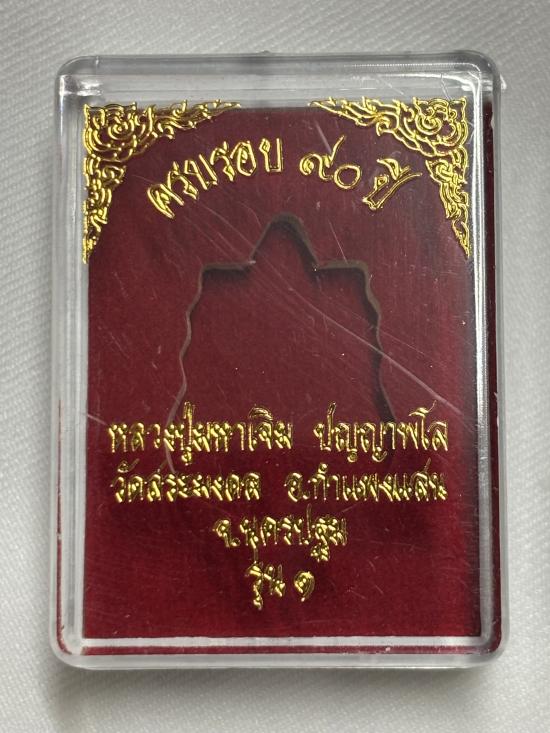 ครบรอบ ๙๐ ปี
หลวงปู่มหาเจิม ปญฺญาพโล
วัดสระมงคล อ.กำแพงแสน
จ.นครปฐม
รุ่น ๑